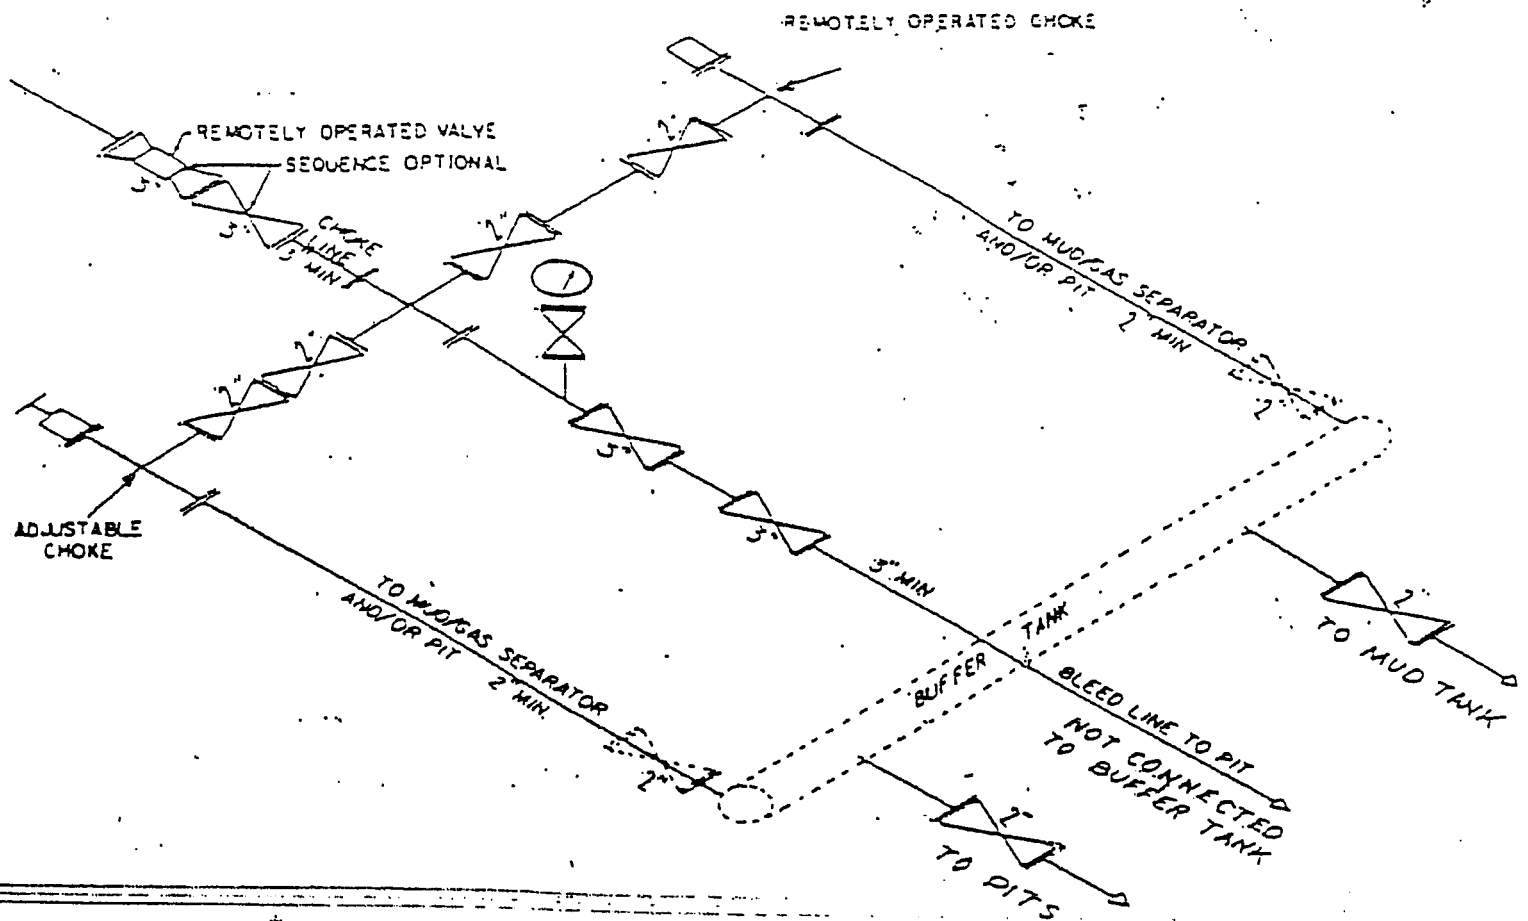 REMOTELY OPERATED CHOKE
REMOTELY OPERATED VALVE
SEQUENCE OPTIONAL
3"
3"
CHOKE
LINE
3 MIN
2"
2"
2"
2"
ADJUSTABLE
CHOKE
TO MUD/GAS SEPARATOR
AND/OR PIT
2" MIN
2"
3"
3"
3" MIN
BUFFER TANK
TO MUD/GAS SEPARATOR
AND/OR PIT
2" MIN.
2"
BLEED LINE TO PIT
NOT CONNECTED
TO BUFFER TANK
2"
TO MUD TANK
2"
TO PITS